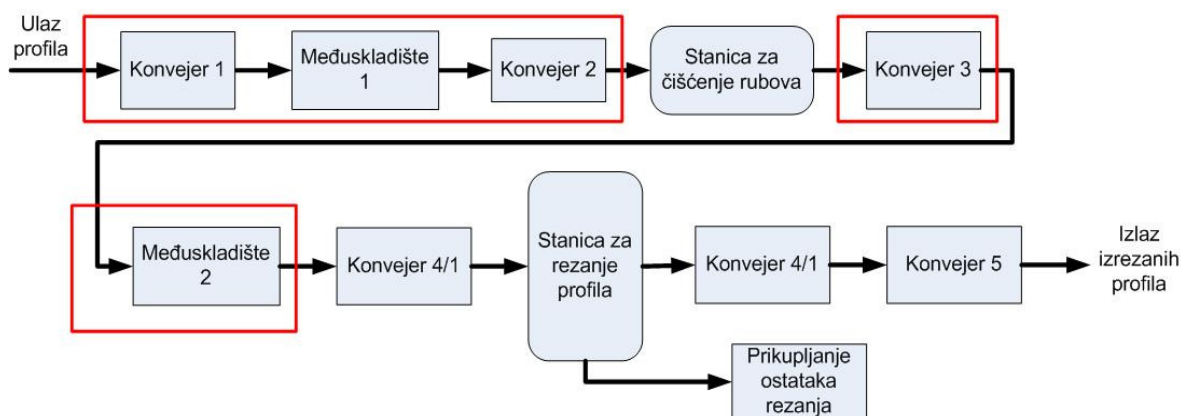 Ulaz
profila
Konvejer 1
Međuskladište
1
Konvejer 2
Stanica za
čišćenje rubova
Konvejer 3
Međuskladište
2
Konvejer 4/1
Stanica za
rezanje
profila
Konvejer 4/1
Konvejer 5
Izlaz
izrezanih
profila
Prikupljanje
ostataka
rezanja